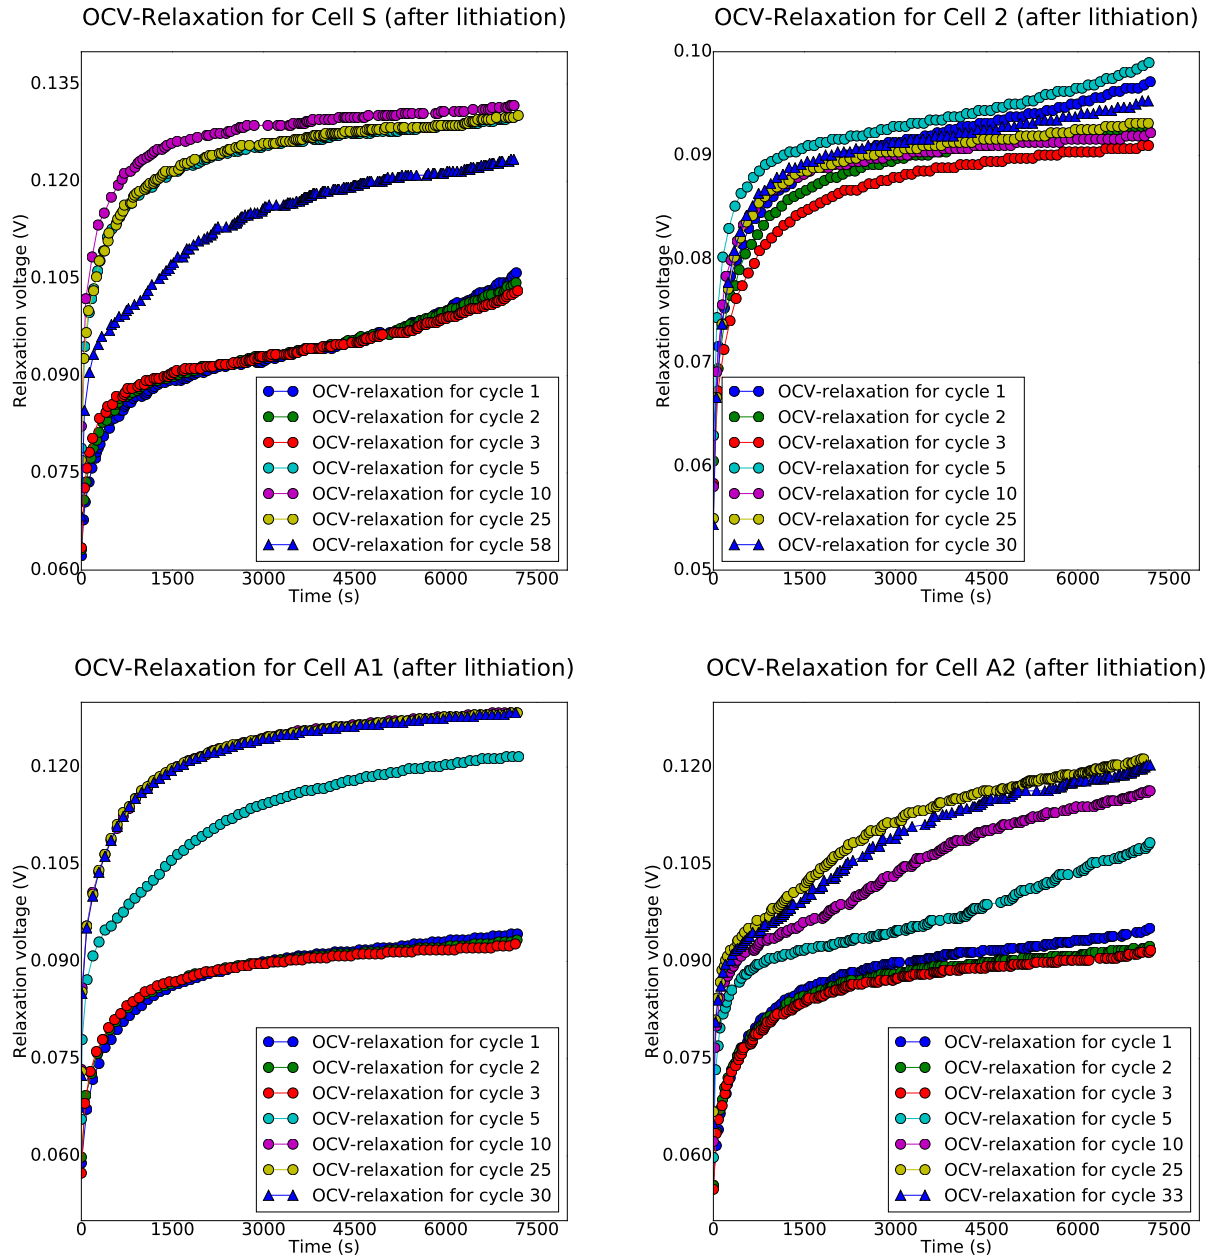 OCV-Relaxation for Cell S (after lithiation)
Relaxation voltage (V)
0.135
0.120
0.105
0.090
0.075
0.060
OCV-relaxation for cycle 1
OCV-relaxation for cycle 2
OCV-relaxation for cycle 3
OCV-relaxation for cycle 5
OCV-relaxation for cycle 10
OCV-relaxation for cycle 25
OCV-relaxation for cycle 58
0 1500 3000 4500 6000 7500
Time (s)
OCV-Relaxation for Cell 2 (after lithiation)
Relaxation voltage (V)
0.10
0.09
0.08
0.07
0.06
0.05
OCV-relaxation for cycle 1
OCV-relaxation for cycle 2
OCV-relaxation for cycle 3
OCV-relaxation for cycle 5
OCV-relaxation for cycle 10
OCV-relaxation for cycle 25
OCV-relaxation for cycle 30
0 1500 3000 4500 6000 7500
Time (s)
OCV-Relaxation for Cell A1 (after lithiation)
Relaxation voltage (V)
0.120
0.105
0.090
0.075
0.060
OCV-relaxation for cycle 1
OCV-relaxation for cycle 2
OCV-relaxation for cycle 3
OCV-relaxation for cycle 5
OCV-relaxation for cycle 10
OCV-relaxation for cycle 25
OCV-relaxation for cycle 30
0 1500 3000 4500 6000 7500
Time (s)
OCV-Relaxation for Cell A2 (after lithiation)
Relaxation voltage (V)
0.120
0.105
0.090
0.075
0.060
OCV-relaxation for cycle 1
OCV-relaxation for cycle 2
OCV-relaxation for cycle 3
OCV-relaxation for cycle 5
OCV-relaxation for cycle 10
OCV-relaxation for cycle 25
OCV-relaxation for cycle 33
0 1500 3000 4500 6000 7500
Time (s)